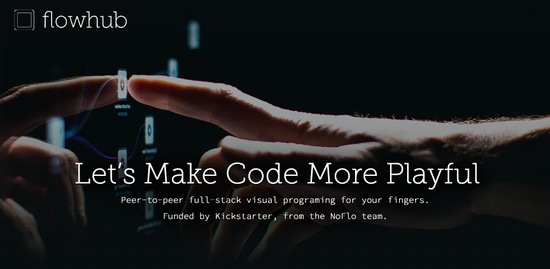 flowhub
Let's Make Code More Playful
Peer-to-peer full-stack visual programing for your fingers.
Funded by Kickstarter, from the NoFlo team.